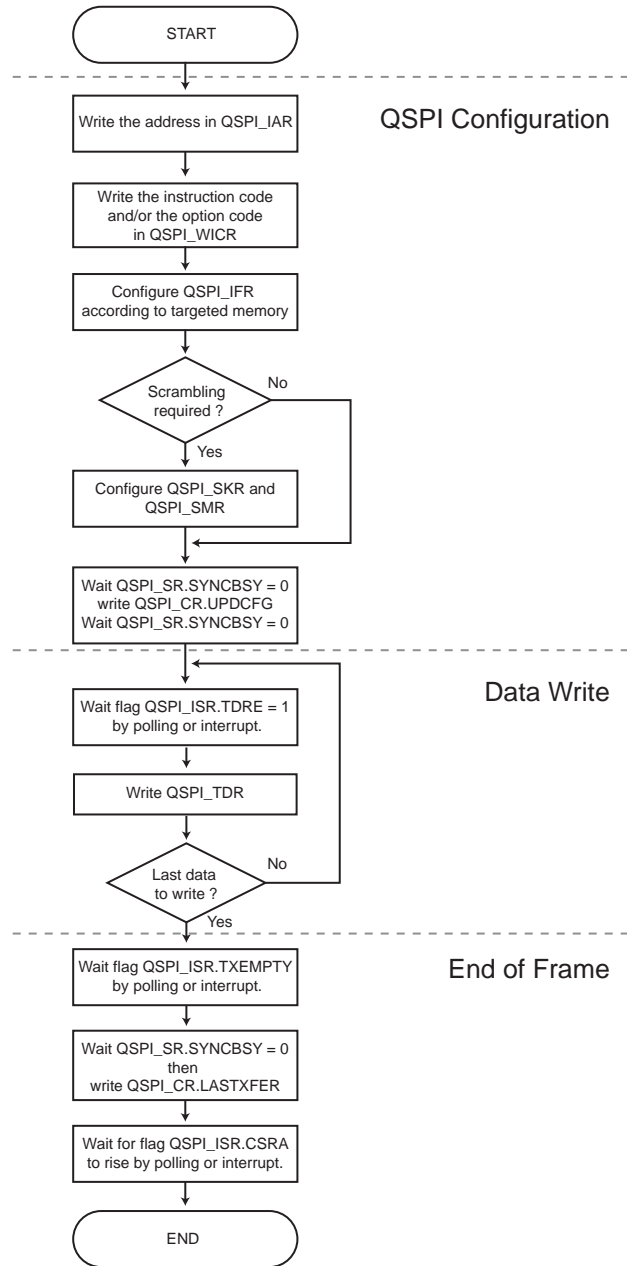 START
QSPI Configuration
Write the address in QSPI_IAR
Write the instruction code
and/or the option code
in QSPI_WICR
Configure QSPI_IFR
according to targeted memory
Scrambling
required ?
No
Yes
Configure QSPI_SKR and
QSPI_SMR
Wait QSPI_SR.SYNCBSY = 0
write QSPI_CR.UPDCFG
Wait QSPI_SR.SYNCBSY = 0
Data Write
Wait flag QSPI_ISR.TDRE = 1
by polling or interrupt.
Write QSPI_TDR
Last data
to write ?
No
Yes
End of Frame
Wait flag QSPI_ISR.TXEMPTY
by polling or interrupt.
Wait QSPI_SR.SYNCBSY = 0
then
write QSPI_CR.LASTXFER
Wait for flag QSPI_ISR.CSRA
to rise by polling or interrupt.
END